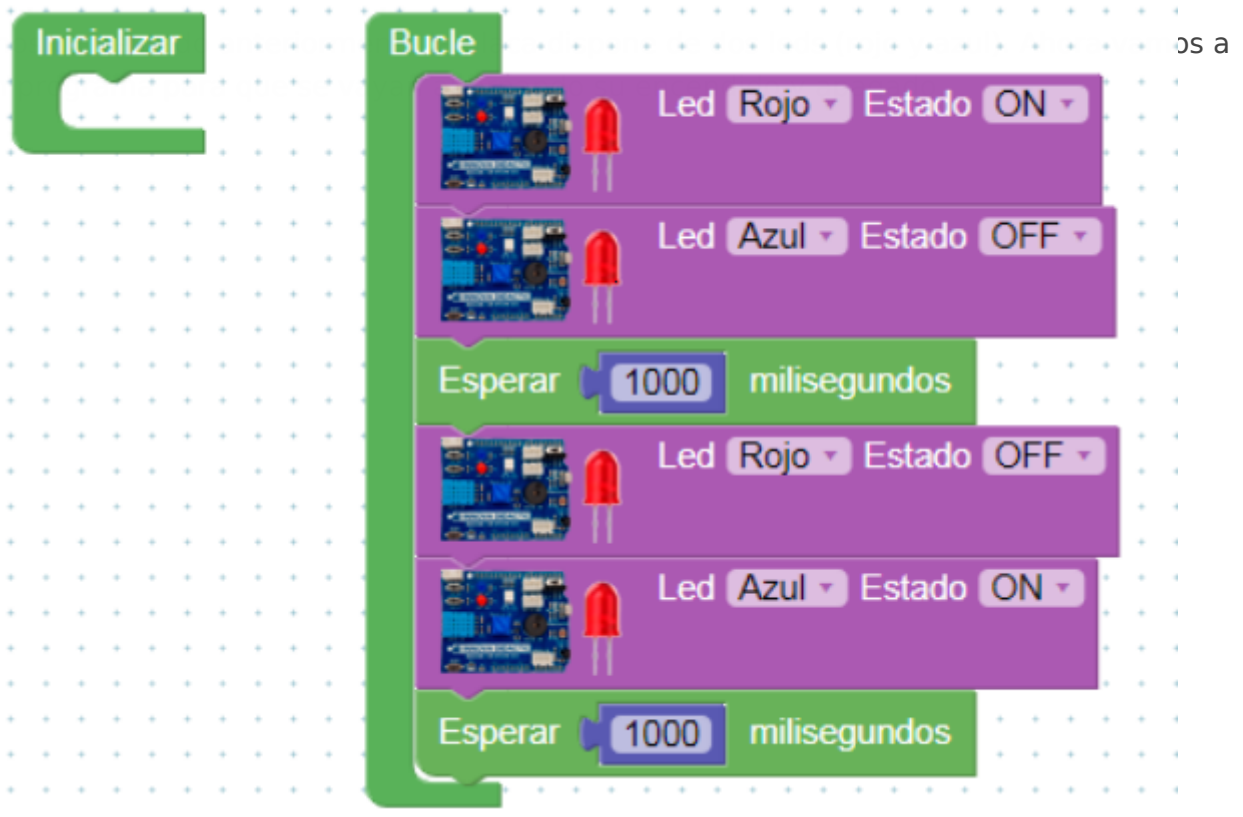 Inicializar
Bucle
os a
Led Rojo Estado ON
Led Azul Estado OFF
Esperar 1000 milisegundos
Led Rojo Estado OFF
Led Azul Estado ON
Esperar 1000 milisegundos